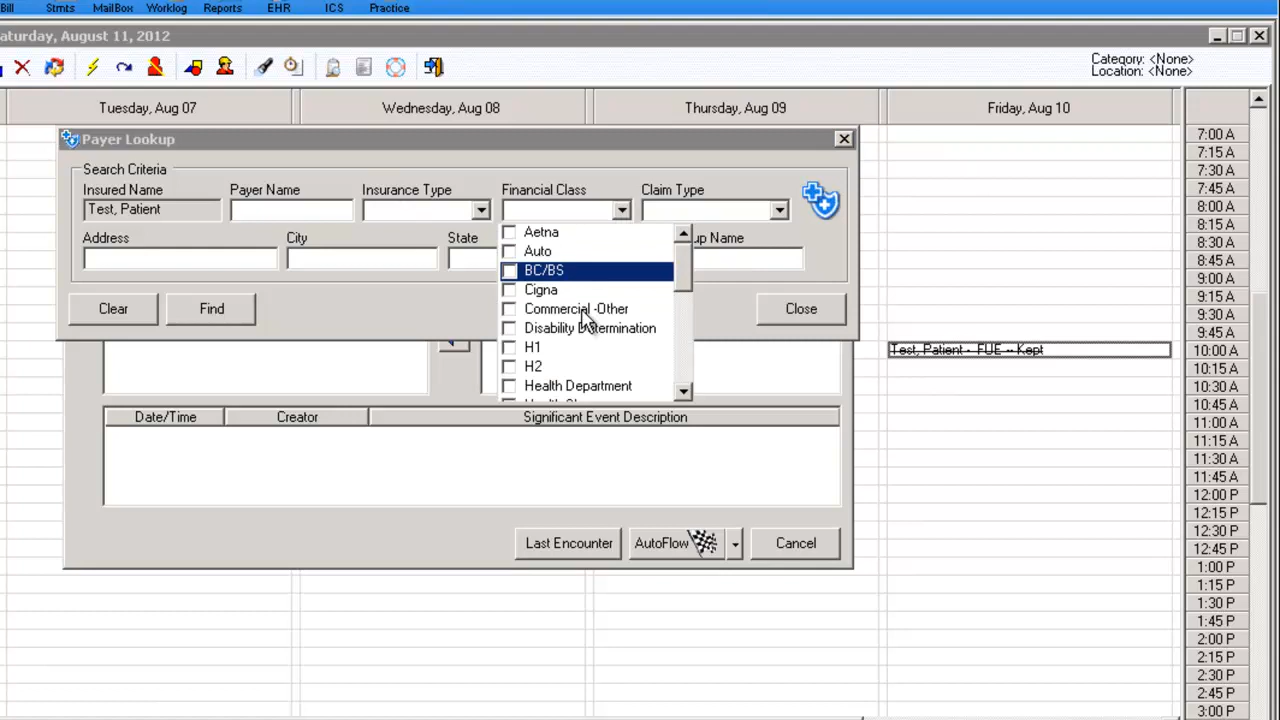 Bill Stmts MailBox Worklog Reports EHR ICS Practice
aturday, August 11, 2012
Category: <None>
Location: <None>
Tuesday, Aug 07 Wednesday, Aug 08 Thursday, Aug 09 Friday, Aug 10
Payer Lookup
Search Criteria
Insured Name Payer Name Insurance Type Financial Class Claim Type
Test, Patient
Address City State up Name
Aetna
Auto
BC/BS
Cigna
Commercial -Other
Disability Determination
H1
H2
Health Department
Clear Find Close
Test, Patient - FUE -- Kept
Date/Time Creator Significant Event Description
Last Encounter AutoFlow Cancel
7:00 A
7:15 A
7:30 A
7:45 A
8:00 A
8:15 A
8:30 A
8:45 A
9:00 A
9:15 A
9:30 A
9:45 A
10:00 A
10:15 A
10:30 A
10:45 A
11:00 A
11:15 A
11:30 A
11:45 A
12:00 P
12:15 P
12:30 P
12:45 P
1:00 P
1:15 P
1:30 P
1:45 P
2:00 P
2:15 P
2:30 P
2:45 P
3:00 P